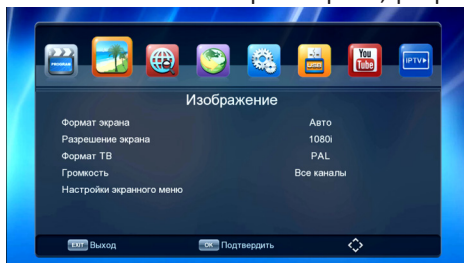 PROGRAM USB You Tube IPTV
Изображение
Формат экрана Авто
Разрешение экрана 1080i
Формат ТВ PAL
Громкость Все каналы
Настройки экранного меню
EXIT Выход OK Подтвердить